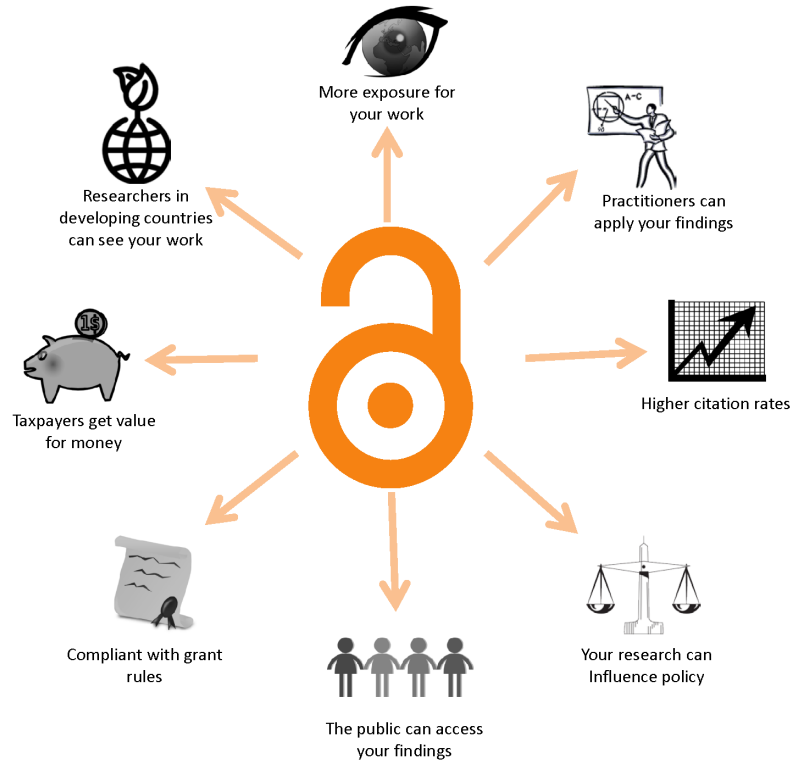 More exposure for
your work
A-C
Practitioners can
apply your findings
Higher citation rates
Your research can
Influence policy
The public can access
your findings
Compliant with grant
rules
1$
Taxpayers get value
for money
Researchers in
developing countries
can see your work